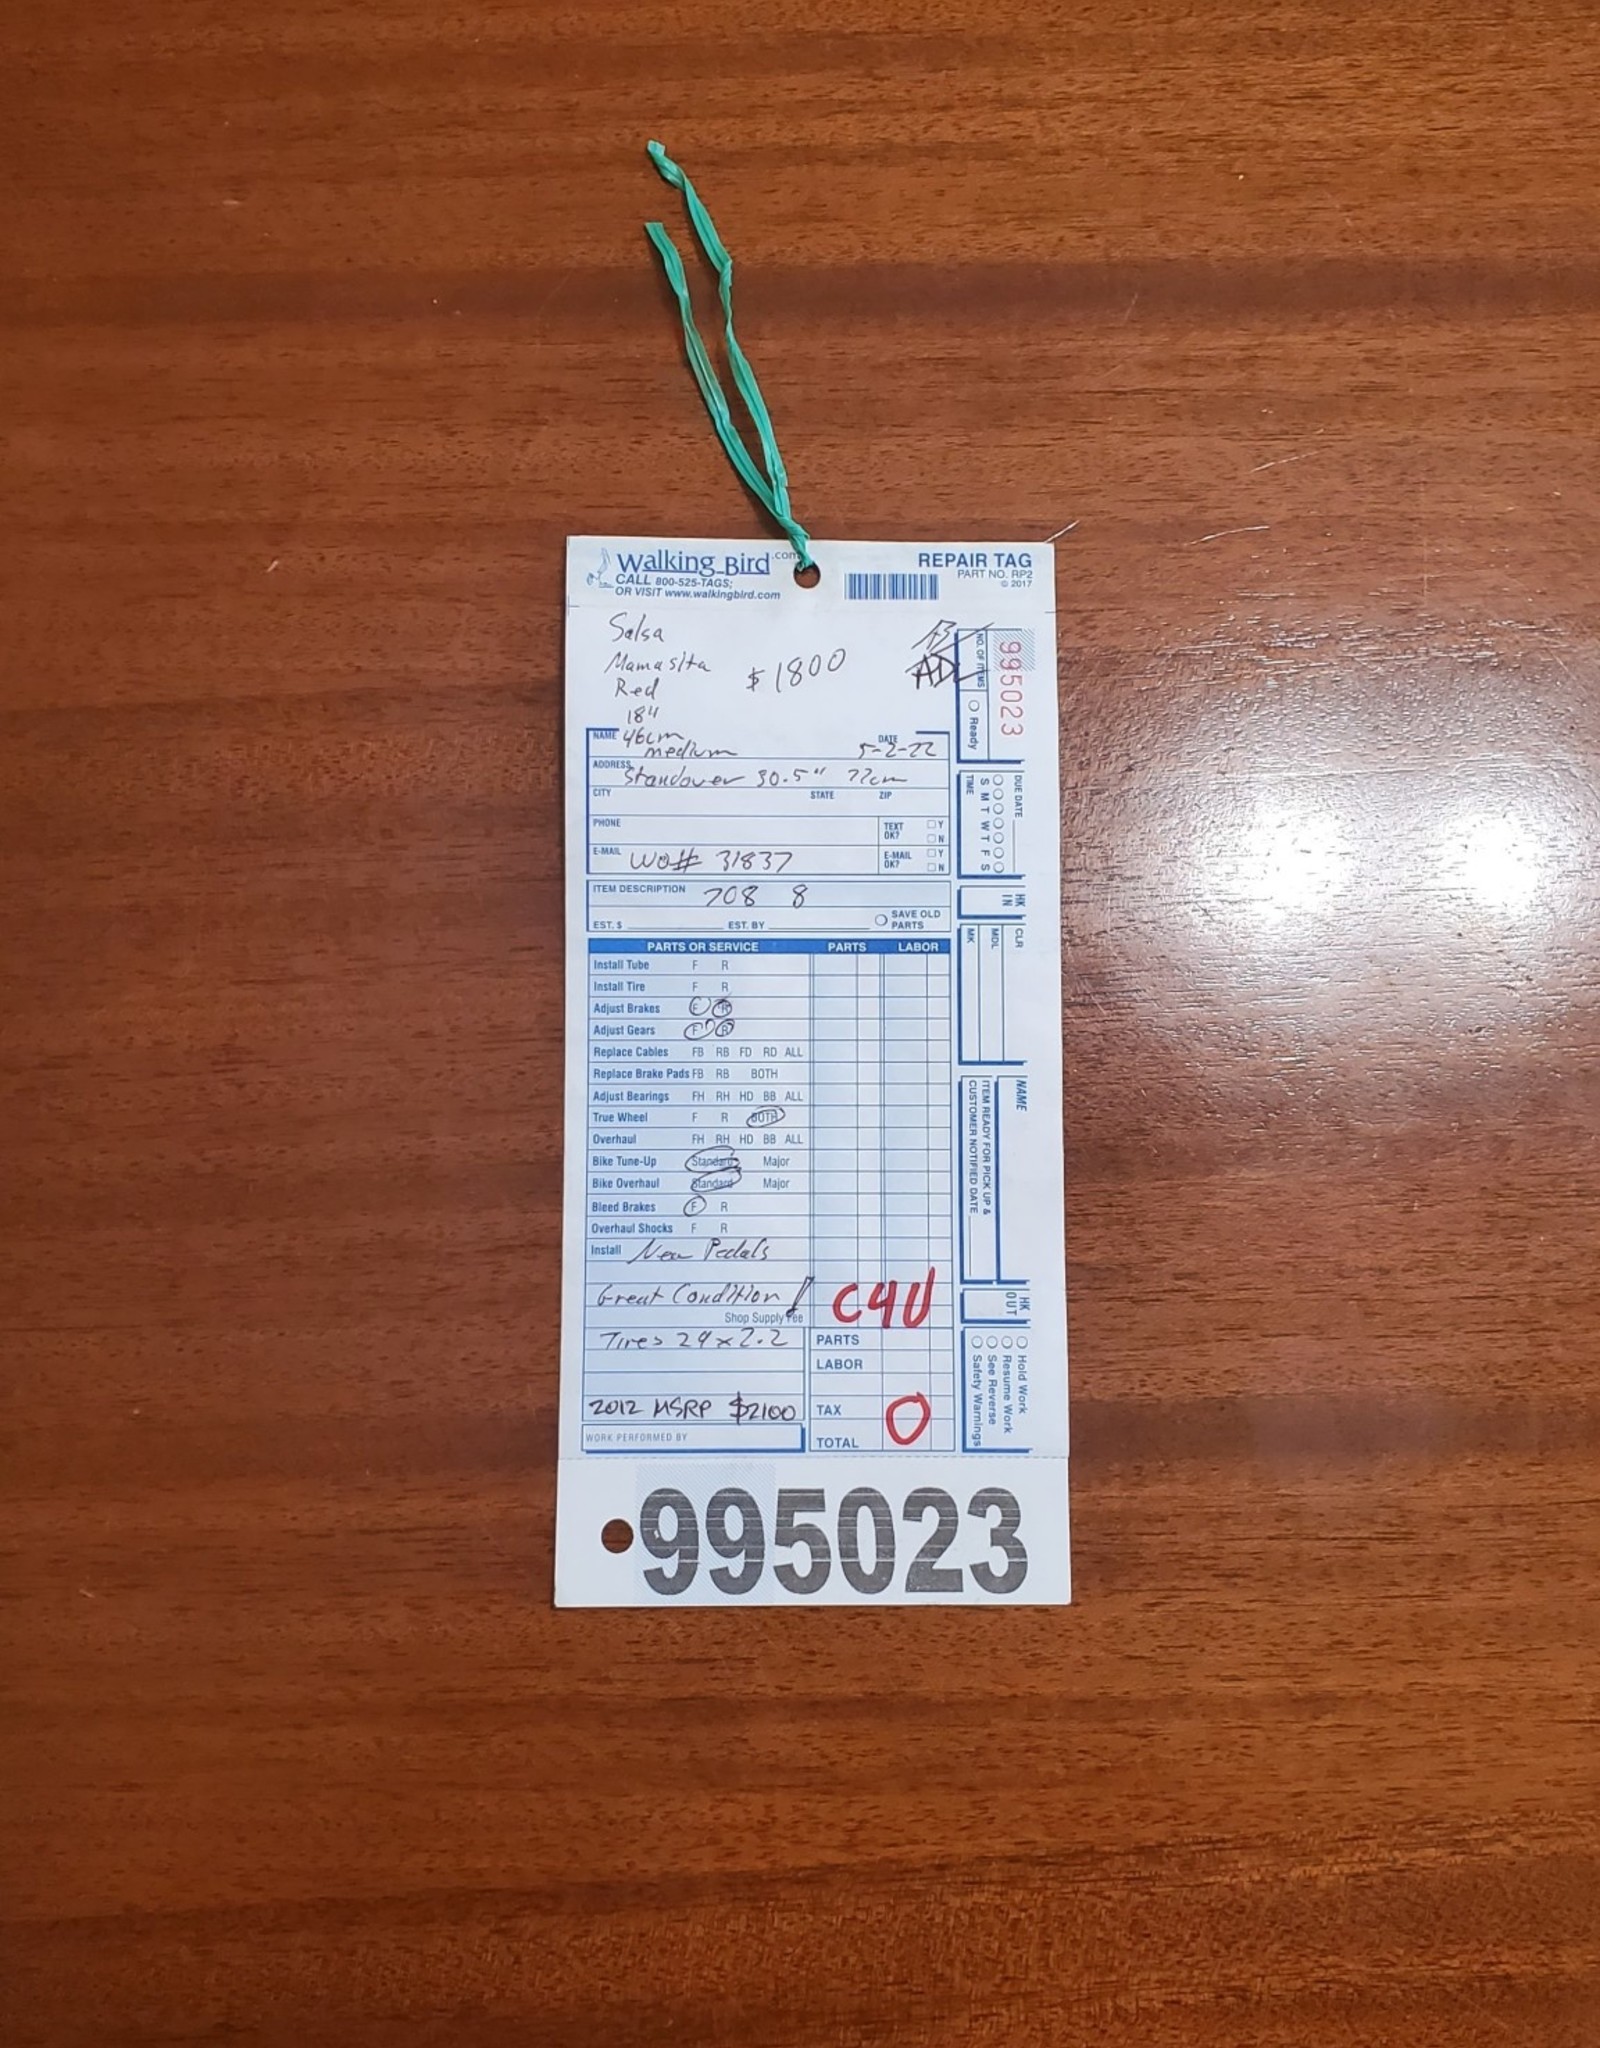 Walking Bird.com
CALL 800-525-TAGS;
OR VISIT www.walkingbird.com
REPAIR TAG
PART NO. RP2
© 2017
Salsa
Mamasita
$1800
Red
18"
NAME 46cm
medium
DATE 5-2-22
ADDRESS Standover 30.5" 77cm
CITY STATE ZIP
PHONE TEXT OK? Y N
E-MAIL WO# 31837 E-MAIL OK? Y N
ITEM DESCRIPTION 708 8
EST. $ EST. BY SAVE OLD PARTS
PARTS OR SERVICE PARTS LABOR
Install Tube F R
Install Tire F R
Adjust Brakes F R
Adjust Gears F R
Replace Cables FB RB FD RD ALL
Replace Brake Pads FB RB BOTH
Adjust Bearings FH RH HD BB ALL
True Wheel F R BOTH
Overhaul FH RH HD BB ALL
Bike Tune-Up Standard Major
Bike Overhaul Standard Major
Bleed Brakes F R
Overhaul Shocks F R
Install New Pedals
Great Condition! C4U
Shop Supply Fee
Tires 29x2.2 PARTS
LABOR
2012 MSRP $2100 TAX 0
WORK PERFORMED BY TOTAL
995023
NO. OF ITEMS
Ready
DUE DATE
S M T W T F S
TIME
HK IN
CLR
MDL
MK
NAME
ITEM READY FOR PICK UP &
CUSTOMER NOTIFIED DATE
HK OUT
Hold Work
Resume Work
See Reverse
Safety Warnings
995023